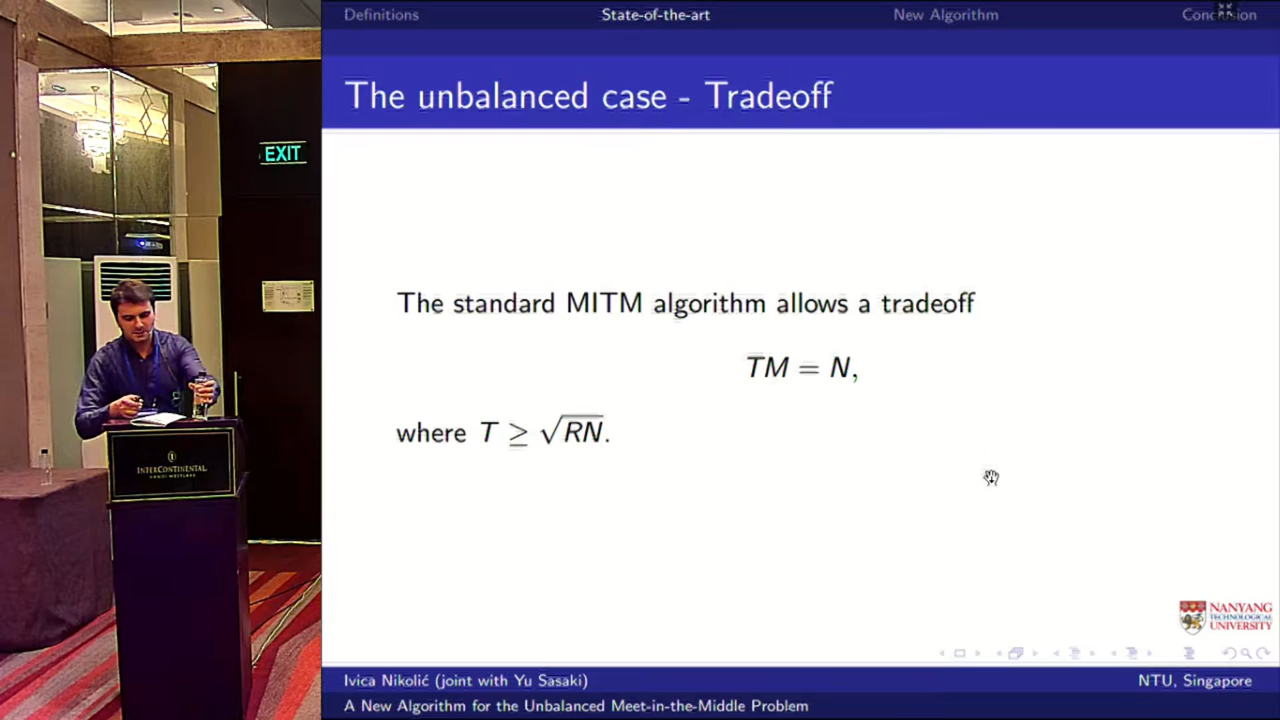 Definitions
State-of-the-art
New Algorithm
Conclusion
The unbalanced case - Tradeoff
EXIT
The standard MITM algorithm allows a tradeoff
TM = N,
where T ≥ √RN.
INTERCONTINENTAL
NANYANG
TECHNOLOGICAL
UNIVERSITY
Ivica Nikolić (joint with Yu Sasaki)
NTU, Singapore
A New Algorithm for the Unbalanced Meet-in-the-Middle Problem